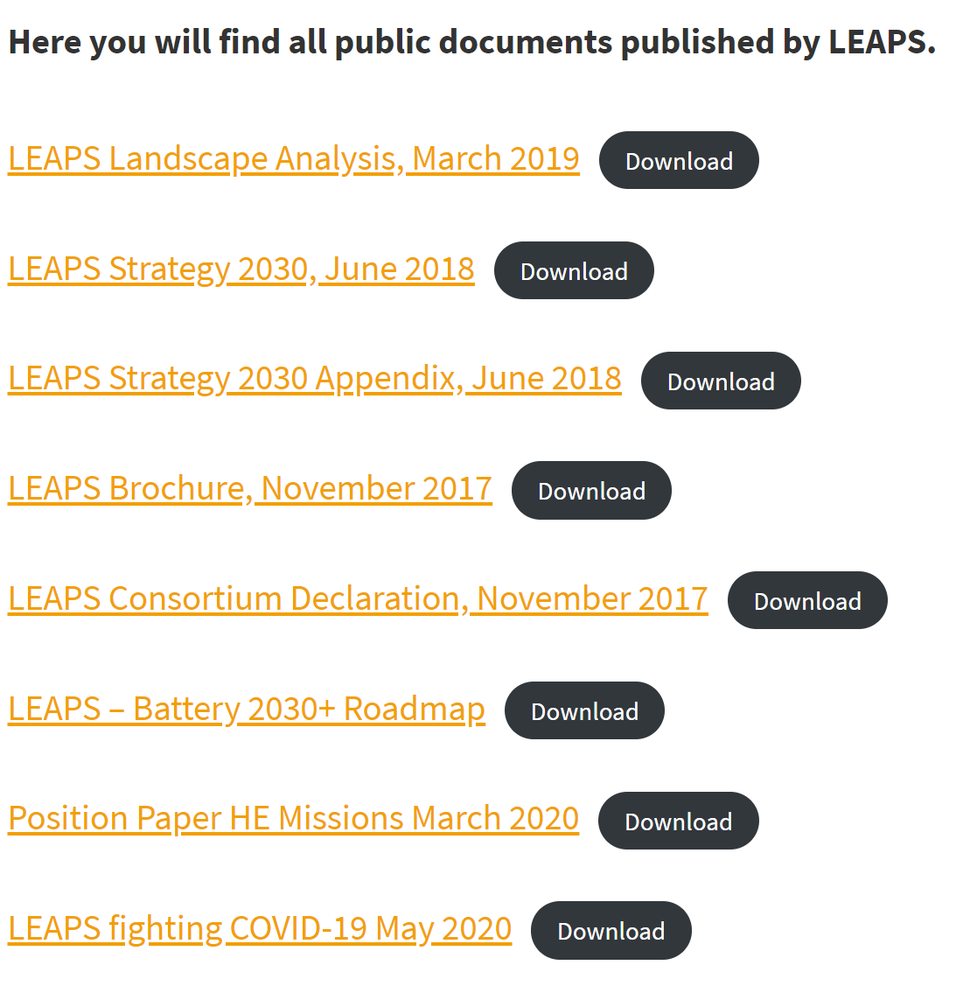 Here you will find all public documents published by LEAPS.
LEAPS Landscape Analysis, March 2019 Download
LEAPS Strategy 2030, June 2018 Download
LEAPS Strategy 2030 Appendix, June 2018 Download
LEAPS Brochure, November 2017 Download
LEAPS Consortium Declaration, November 2017 Download
LEAPS – Battery 2030+ Roadmap Download
Position Paper HE Missions March 2020 Download
LEAPS fighting COVID-19 May 2020 Download